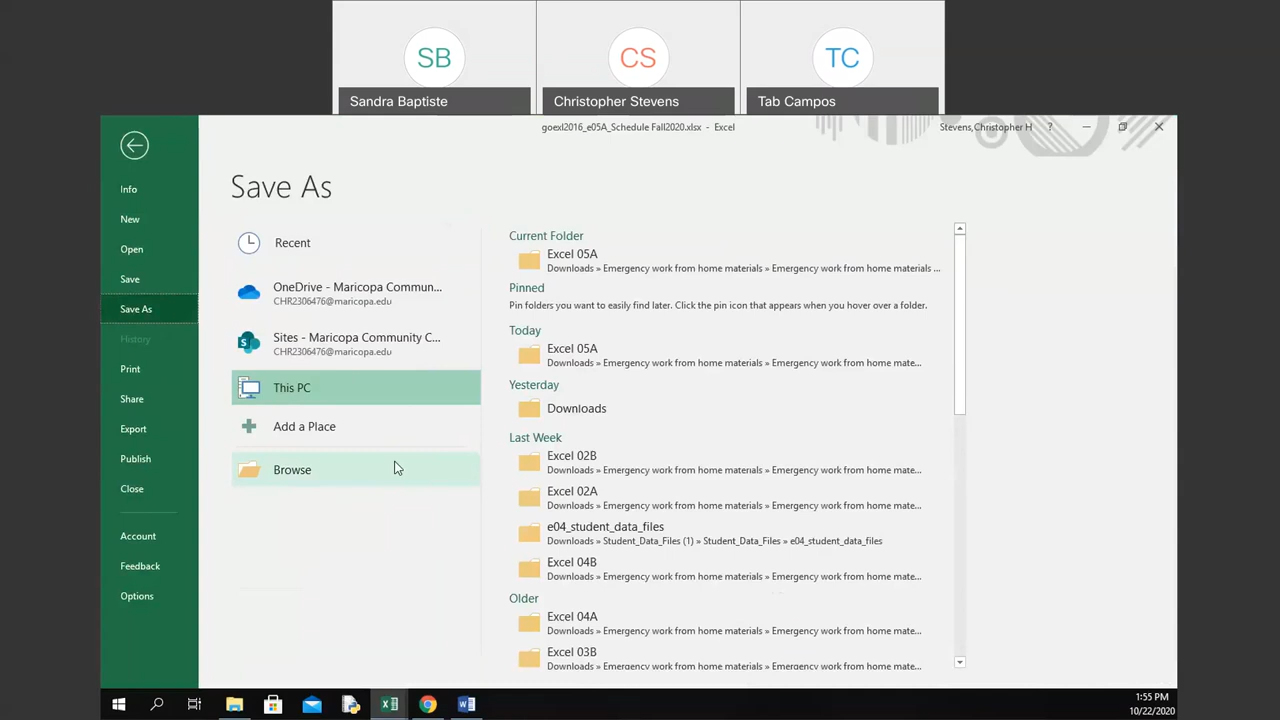 SB
CS
TC
Sandra Baptiste
Christopher Stevens
Tab Campos
goexl2016_e05A_Schedule Fall2020.xlsx - Excel
Stevens,Christopher H
?
Info
New
Open
Save
Save As
History
Print
Share
Export
Publish
Close
Account
Feedback
Options
Save As
Recent
OneDrive - Maricopa Commun...
CHR2306476@maricopa.edu
S
Sites - Maricopa Community C...
CHR2306476@maricopa.edu
This PC
Add a Place
Browse
Current Folder
Excel 05A
Downloads » Emergency work from home materials » Emergency work from home materials ...
Pinned
Pin folders you want to easily find later. Click the pin icon that appears when you hover over a folder.
Today
Excel 05A
Downloads » Emergency work from home materials » Emergency work from home mate...
Yesterday
Downloads
Last Week
Excel 02B
Downloads » Emergency work from home materials » Emergency work from home mate...
Excel 02A
Downloads » Emergency work from home materials » Emergency work from home mate...
e04_student_data_files
Downloads » Student_Data_Files (1) » Student_Data_Files » e04_student_data_files
Excel 04B
Downloads » Emergency work from home materials » Emergency work from home mate...
Older
Excel 04A
Downloads » Emergency work from home materials » Emergency work from home mate...
Excel 03B
Downloads » Emergency work from home materials » Emergency work from home mate...
1:55 PM
10/22/2020